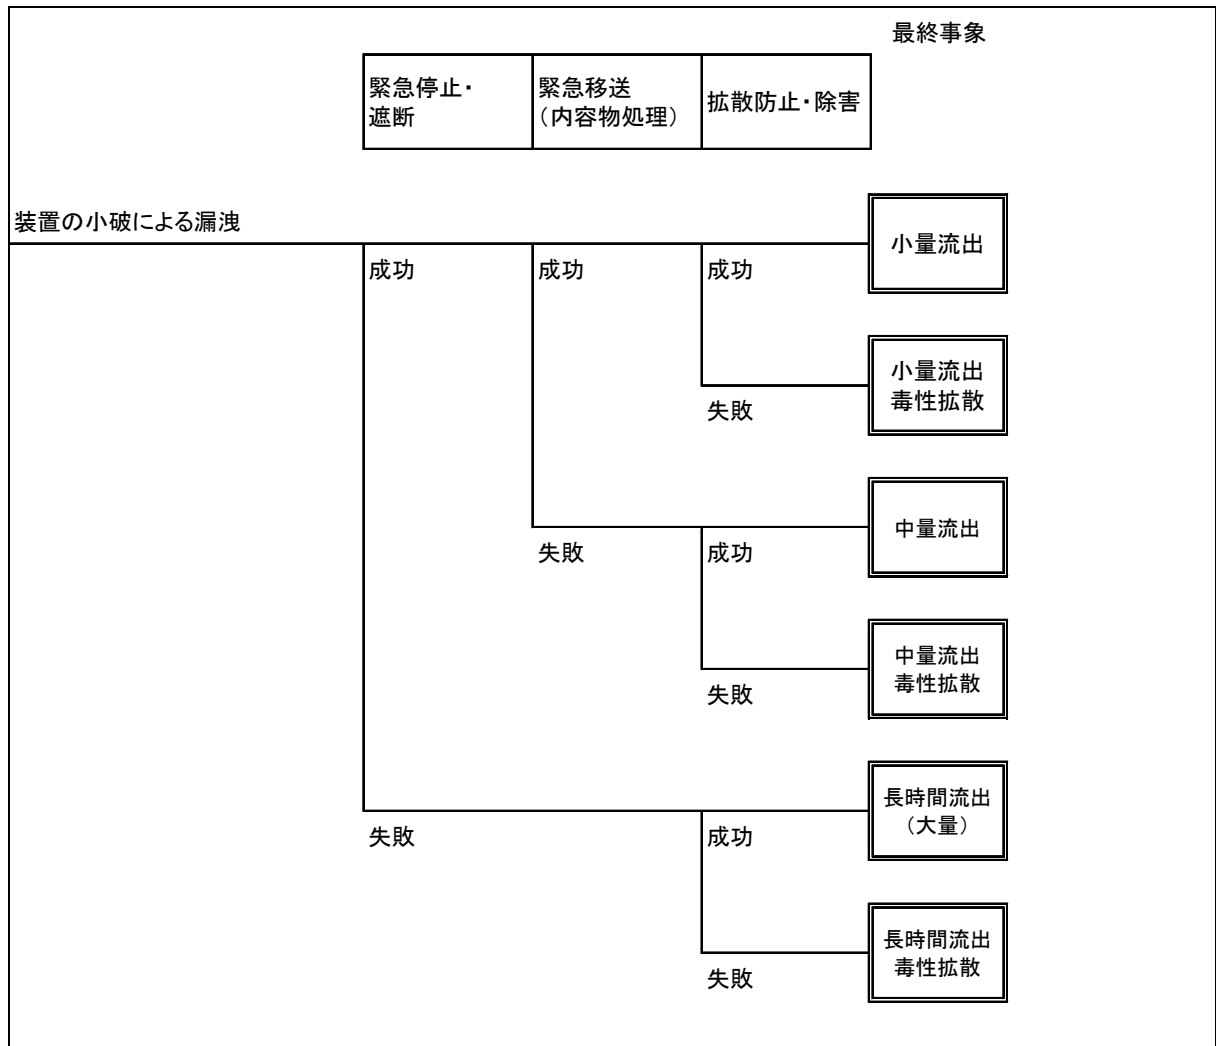 最終事象
緊急停止・
遮断
緊急移送
(内容物処理)
拡散防止・除害
装置の小破による漏洩
小量流出
成功
成功
成功
小量流出
毒性拡散
失敗
中量流出
失敗
成功
中量流出
毒性拡散
失敗
長時間流出
(大量)
失敗
成功
長時間流出
毒性拡散
失敗